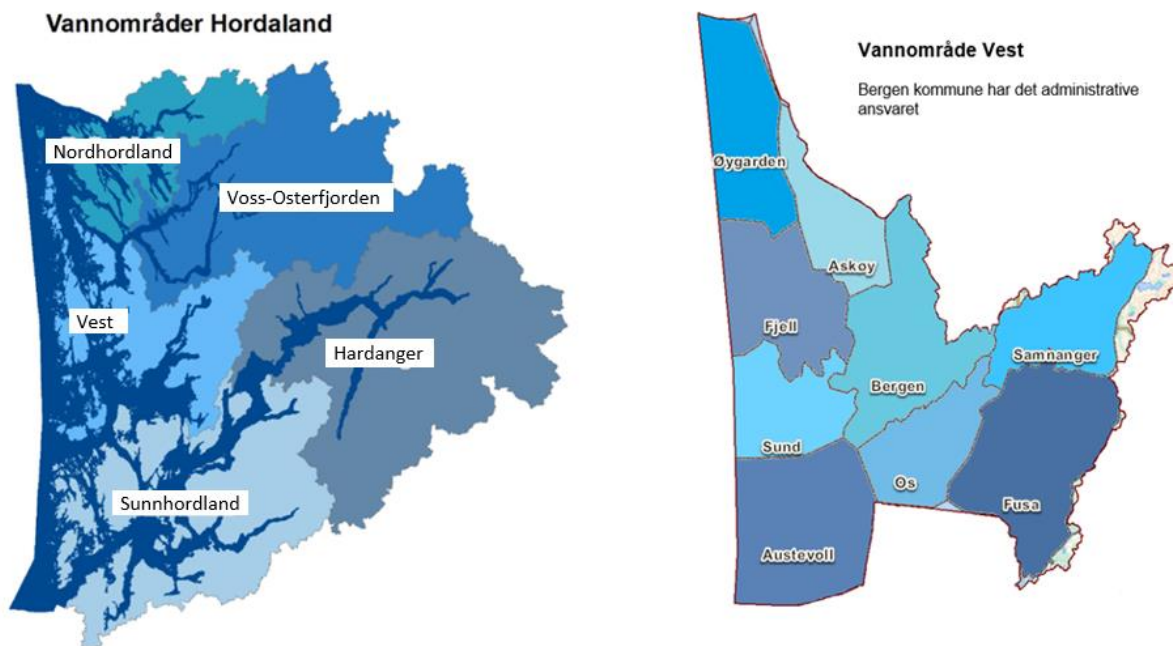 Vannområder Hordaland
Nordhordland
Voss-Osterfjorden
Vest
Hardanger
Sunnhordland
Vannområde Vest
Bergen kommune har det administrative
ansvaret
Øygarden
Askøy
Fjell
Samnanger
Bergen
Sund
Os
Fusa
Austevoll